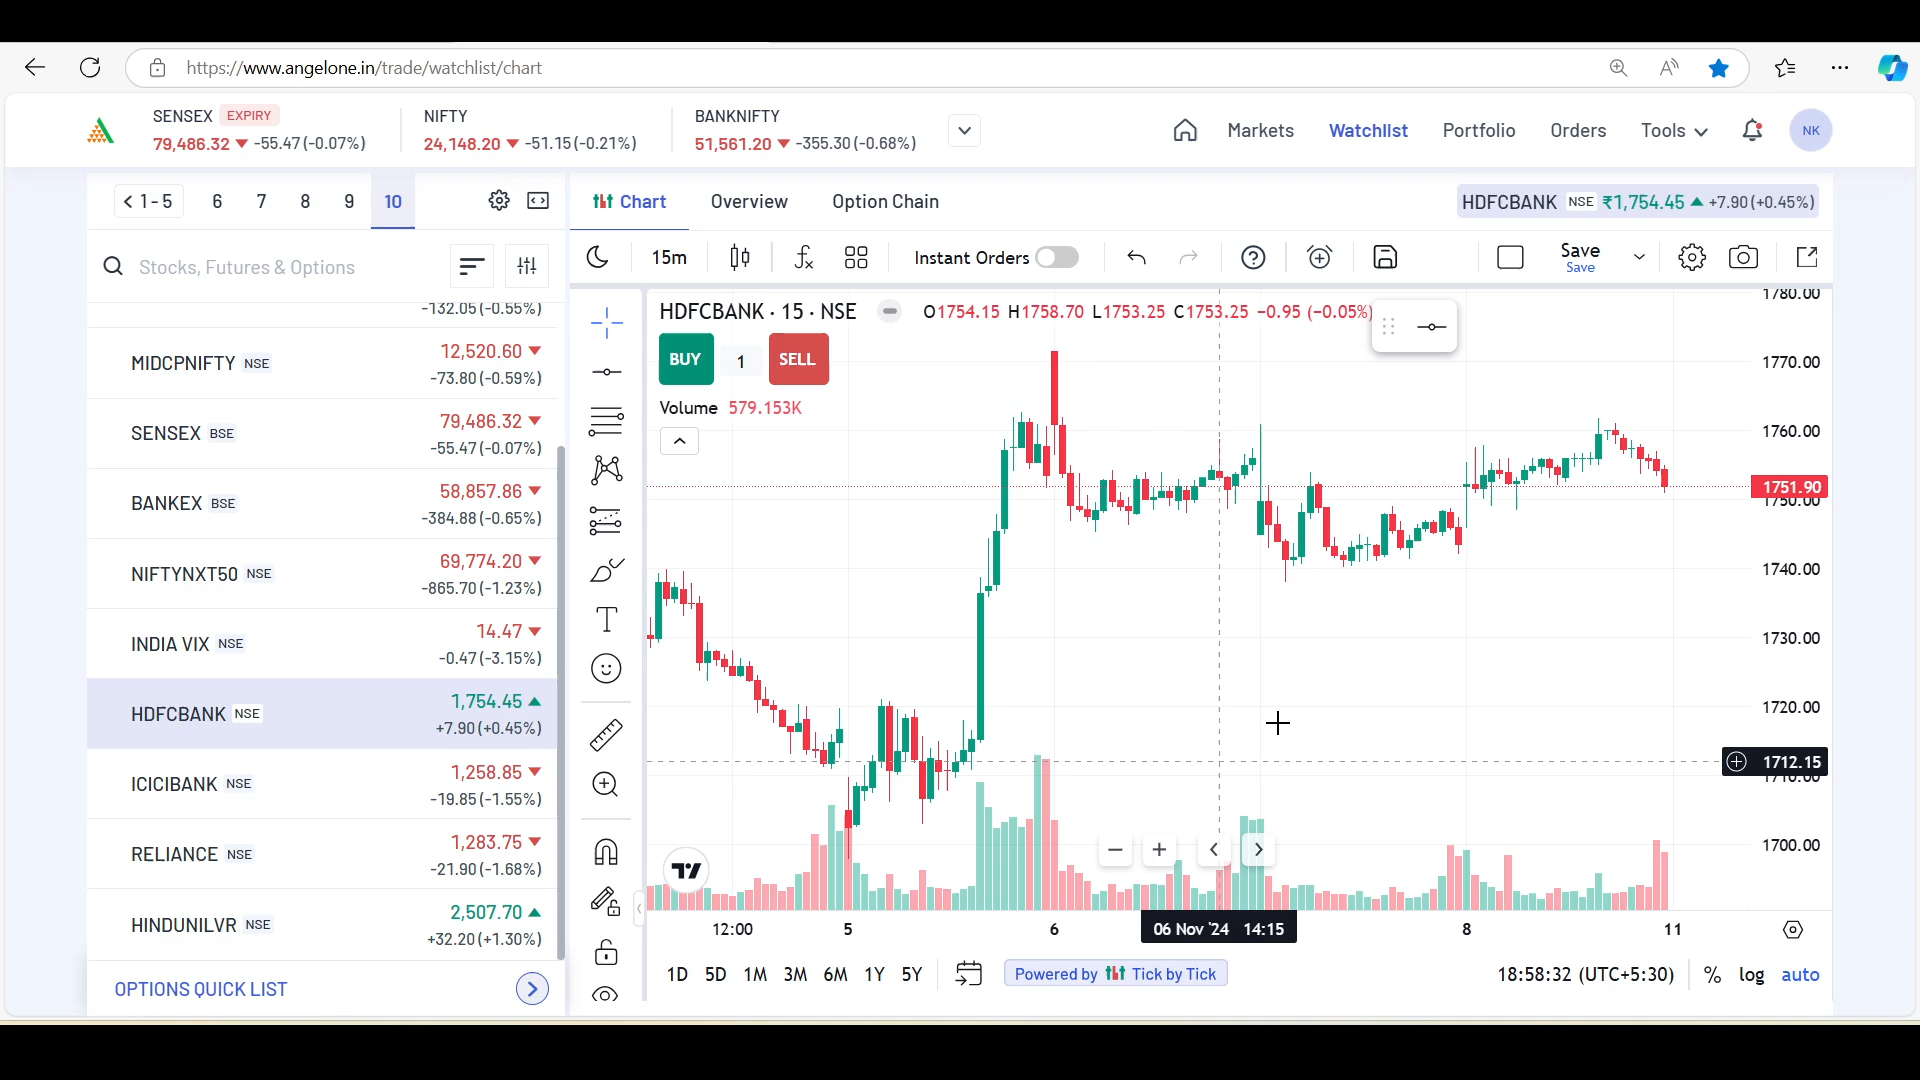 https://www.angelone.in/trade/watchlist/chart
SENSEX EXPIRY
79,486.32 -55.47 (-0.07%)
NIFTY
24,148.20 -51.15 (-0.21%)
BANKNIFTY
51,561.20 -355.30 (-0.68%)
Markets
Watchlist
Portfolio
Orders
Tools
NK
1 - 5
6
7
8
9
10
Chart
Overview
Option Chain
HDFCBANK NSE ₹1,754.45 +7.90 (+0.45%)
Stocks, Futures & Options
15m
Instant Orders
Save
Save
-132.05 (-0.55%)
MIDCPNIFTY NSE
12,520.60
-73.80 (-0.59%)
SENSEX BSE
79,486.32
-55.47 (-0.07%)
BANKEX BSE
58,857.86
-384.88 (-0.65%)
NIFTYNXT50 NSE
69,774.20
-865.70 (-1.23%)
INDIA VIX NSE
14.47
-0.47 (-3.15%)
HDFCBANK NSE
1,754.45
+7.90 (+0.45%)
ICICIBANK NSE
1,258.85
-19.85 (-1.55%)
RELIANCE NSE
1,283.75
-21.90 (-1.68%)
HINDUNILVR NSE
2,507.70
+32.20 (+1.30%)
OPTIONS QUICK LIST
HDFCBANK · 15 · NSE
O1754.15 H1758.70 L1753.25 C1753.25 -0.95 (-0.05%)
BUY
1
SELL
Volume 579.153K
1780.00
1770.00
1760.00
1751.90
1750.00
1740.00
1730.00
1720.00
1712.15
1710.00
1700.00
12:00
5
6
06 Nov '24 14:15
8
11
1D
5D
1M
3M
6M
1Y
5Y
Powered by Tick by Tick
18:58:32 (UTC+5:30)
%
log
auto